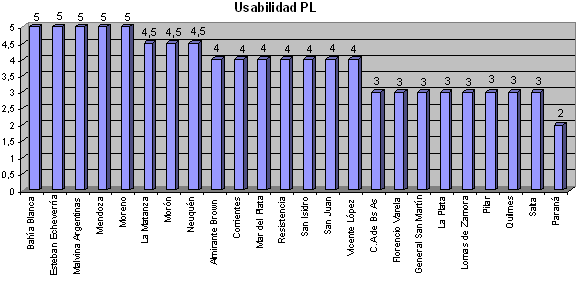 Usabilidad PL
5 5 5 5 5 4,5 4,5 4,5 4 4 4 4 4 4 4 3 3 3 3 3 3 3 3 2
5
4,5
4
3,5
3
2,5
2
1,5
1
0,5
0
Bahía Blanca
Esteban Echeverría
Malvina Argentinas
Mendoza
Moreno
La Matanza
Morón
Neuquén
Almirante Brown
Corrientes
Mar del Plata
Resistencia
San Isidro
San Juan
Vicente López
C. A de Bs As
Florencio Varela
General San Martín
La Plata
Lomas de Zamora
Pilar
Quilmes
Salta
Paraná